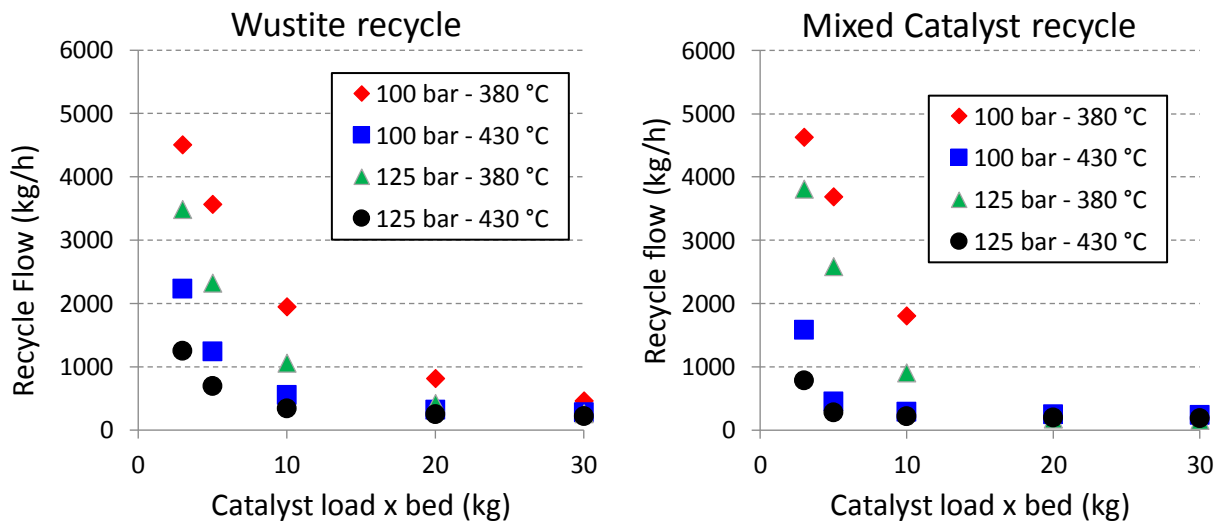 Wustite recycle
Recycle Flow (kg/h)
6000
5000
4000
3000
2000
1000
0
100 bar - 380 °C
100 bar - 430 °C
125 bar - 380 °C
125 bar - 430 °C
0 10 20 30
Catalyst load x bed (kg)
Mixed Catalyst recycle
Recycle flow (kg/h)
6000
5000
4000
3000
2000
1000
0
100 bar - 380 °C
100 bar - 430 °C
125 bar - 380 °C
125 bar - 430 °C
0 10 20 30
Catalyst load x bed (kg)